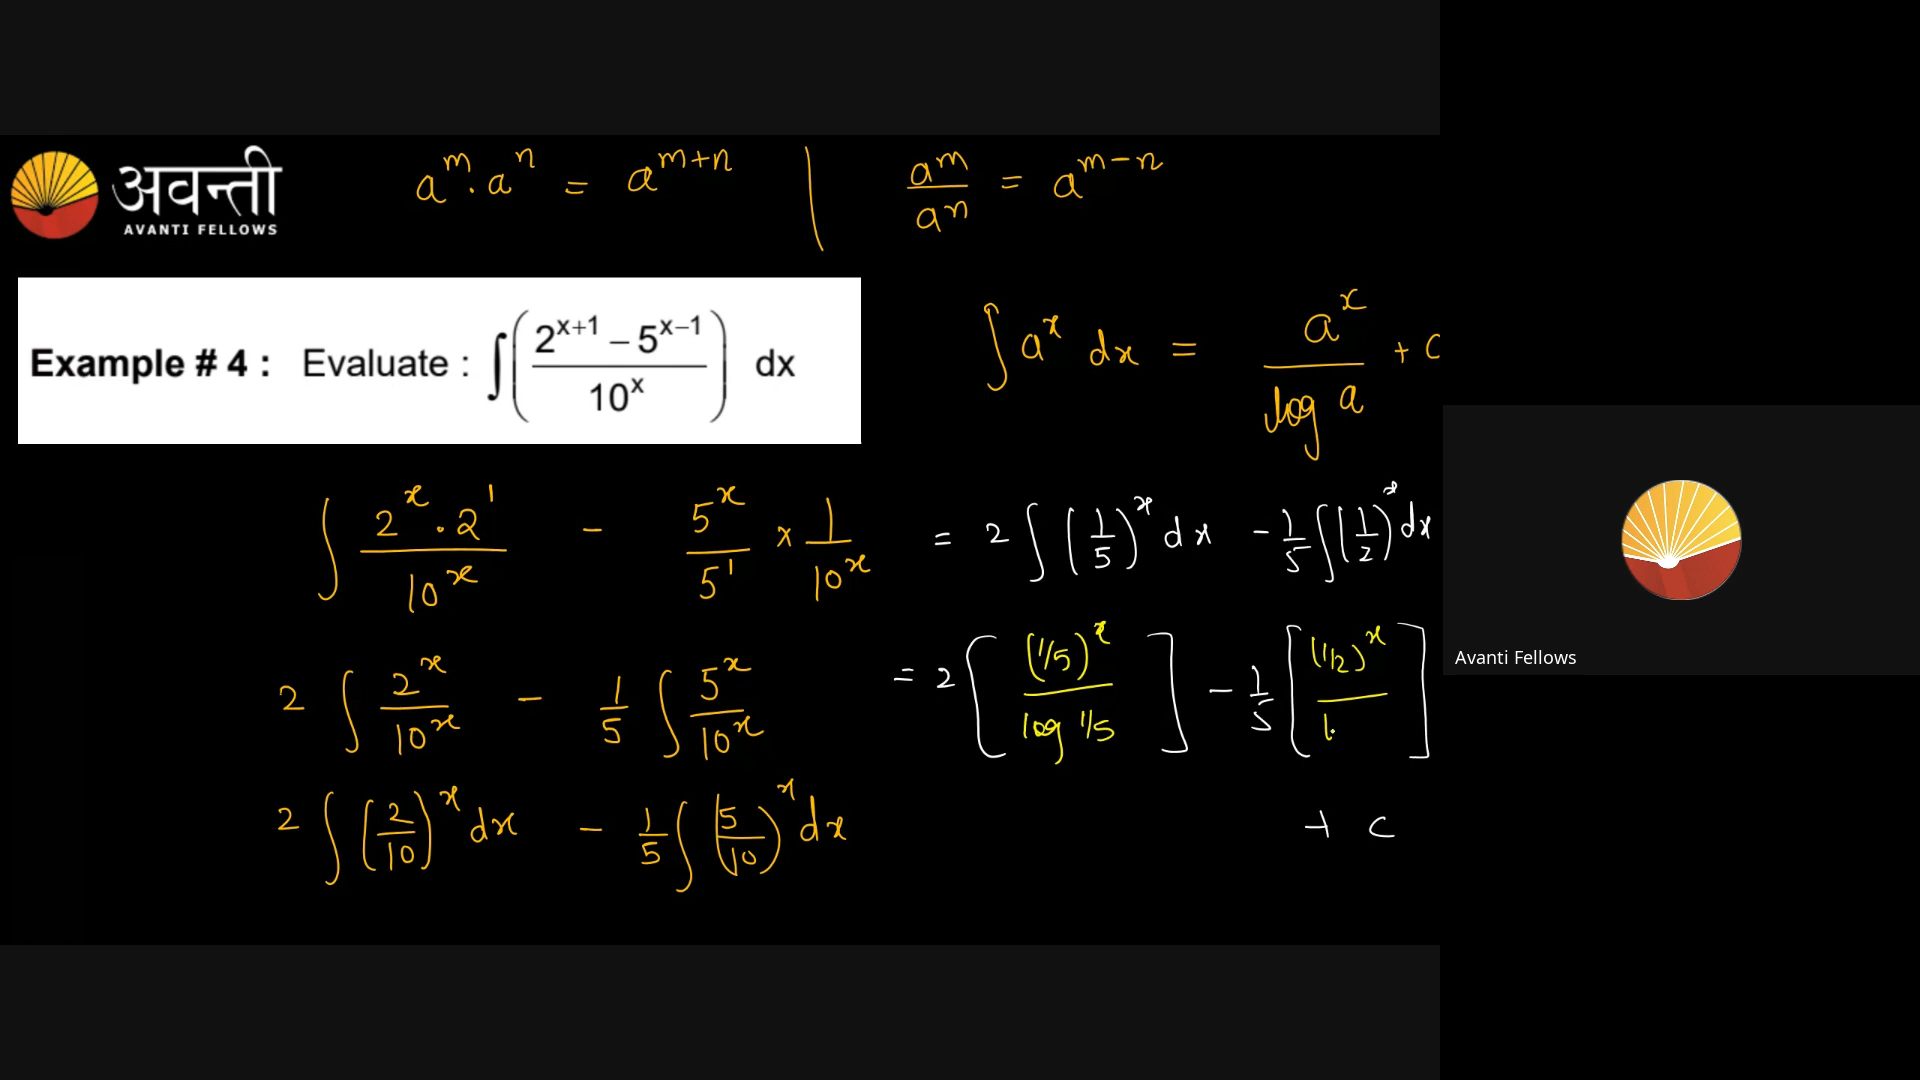 अवन्ती
AVANTI FELLOWS
a^m · a^n = a^{m+n} | a^m/a^n = a^{m-n}
Example # 4 : Evaluate : ∫((2^{x+1} – 5^{x–1})/10^x) dx
∫ a^x dx = a^x/log a + C
∫ (2^x · 2^1)/10^x - 5^x/5^1 × 1/10^x
2 ∫ 2^x/10^x - 1/5 ∫ 5^x/10^x
2 ∫ (2/10)^x dx - 1/5 ∫ (5/10)^x dx
= 2 ∫ (1/5)^x dx - 1/5 ∫ (1/2)^x dx
= 2 [ (1/5)^x / log 1/5 ] - 1/5 [ (1/2)^x / l ]
+ c
Avanti Fellows